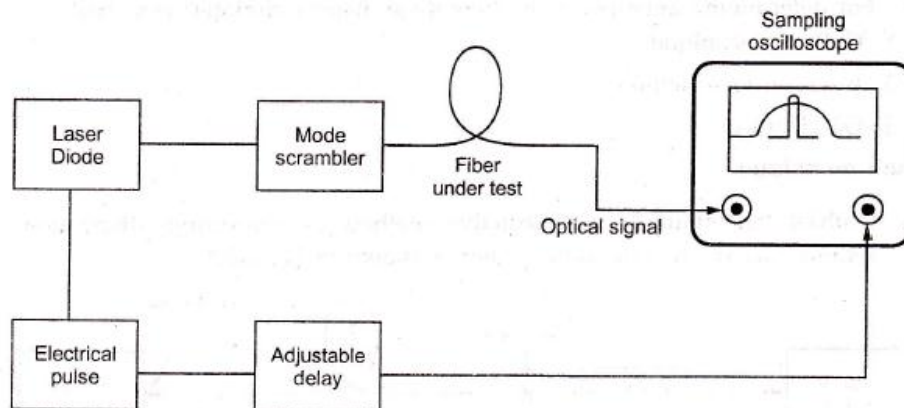 Sampling
oscilloscope
Laser
Diode
Mode
scrambler
Fiber
under test
Optical signal
Electrical
pulse
Adjustable
delay